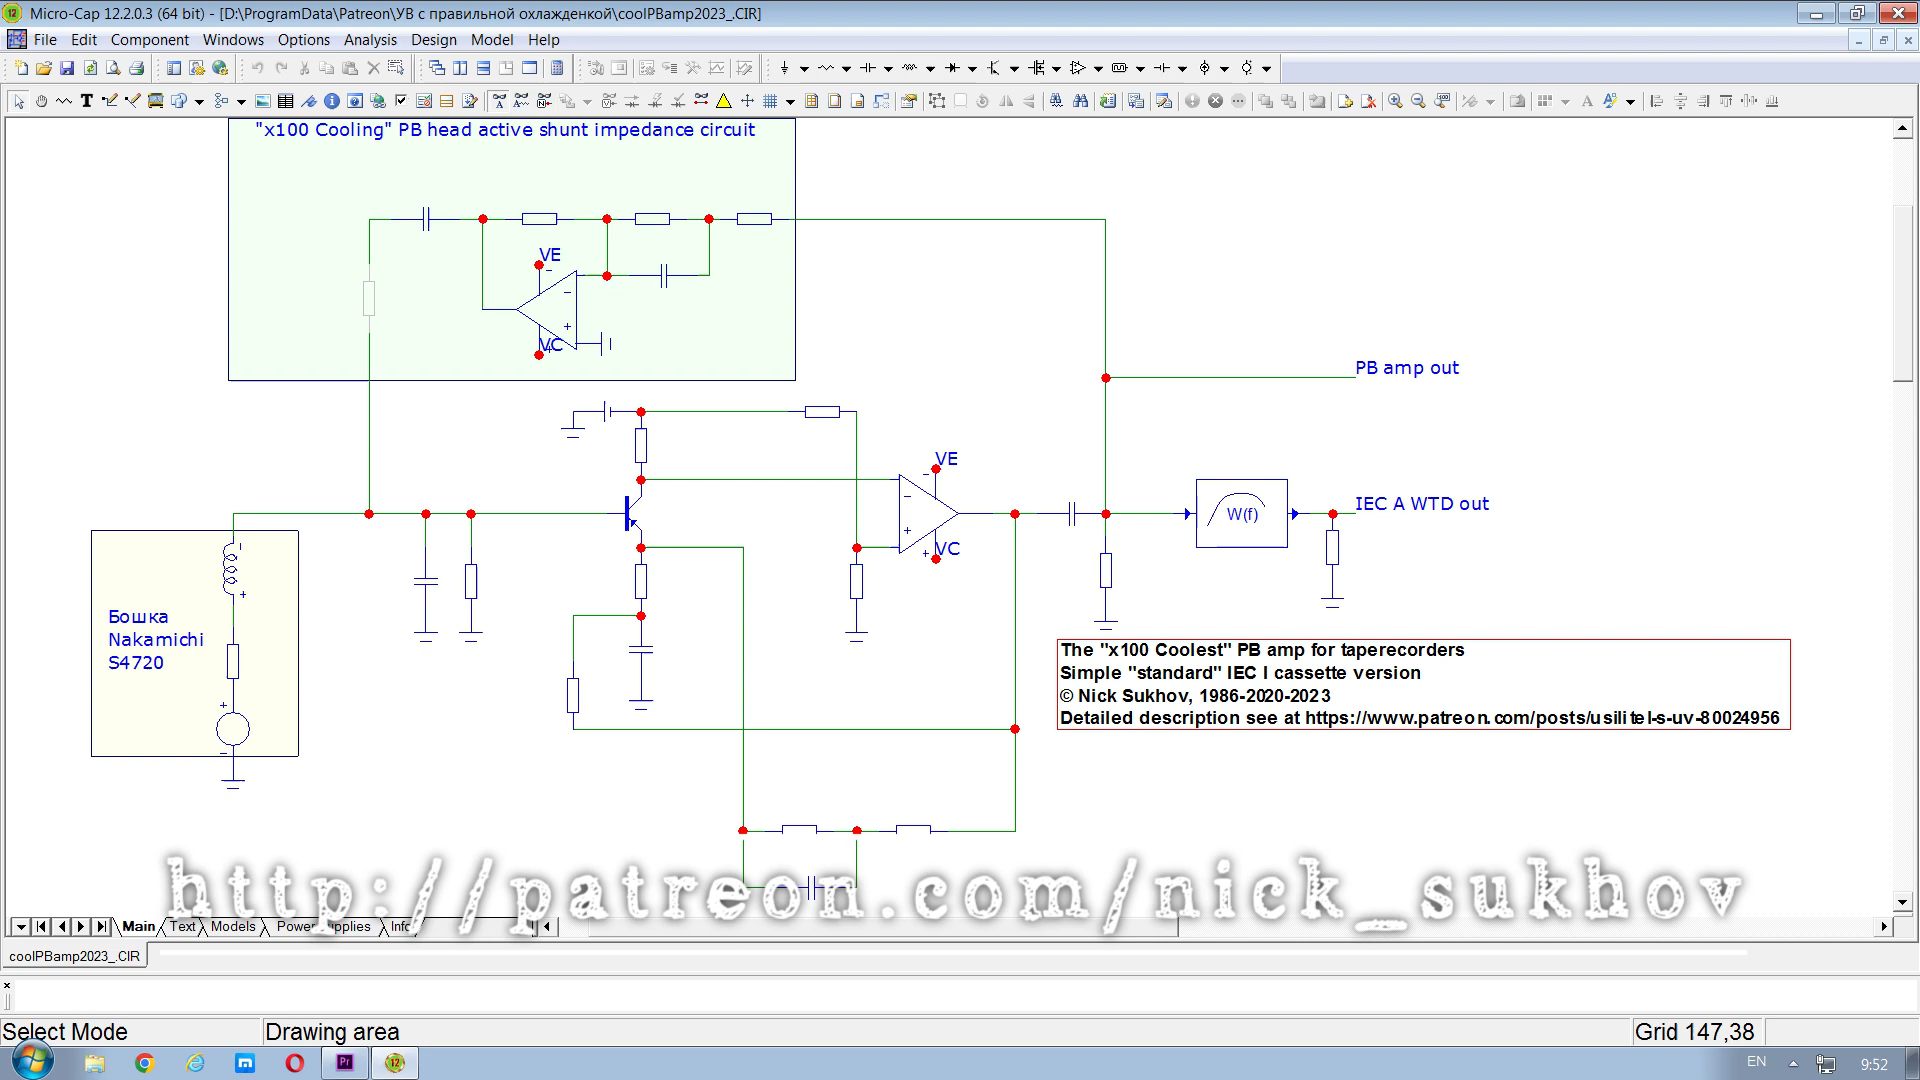 Micro-Cap 12.2.0.3 (64 bit) - [D:\ProgramData\Patreon\УВ с правильной охлажденкой\coolPBamp2023_.CIR]
File Edit Component Windows Options Analysis Design Model Help
"x100 Cooling" PB head active shunt impedance circuit
VE
VC
PB amp out
VE
VC
W(f)
IEC A WTD out
Бошка
Nakamichi
S4720
The "x100 Coolest" PB amp for taperecorders
Simple "standard" IEC I cassette version
© Nick Sukhov, 1986-2020-2023
Detailed description see at https://www.patreon.com/posts/usilitel-s-uv-80024956
http://patreon.com/nick_sukhov
Main Text Models Power Supplies Info
coolPBamp2023_.CIR
Select Mode Drawing area Grid 147,38
EN 9:52